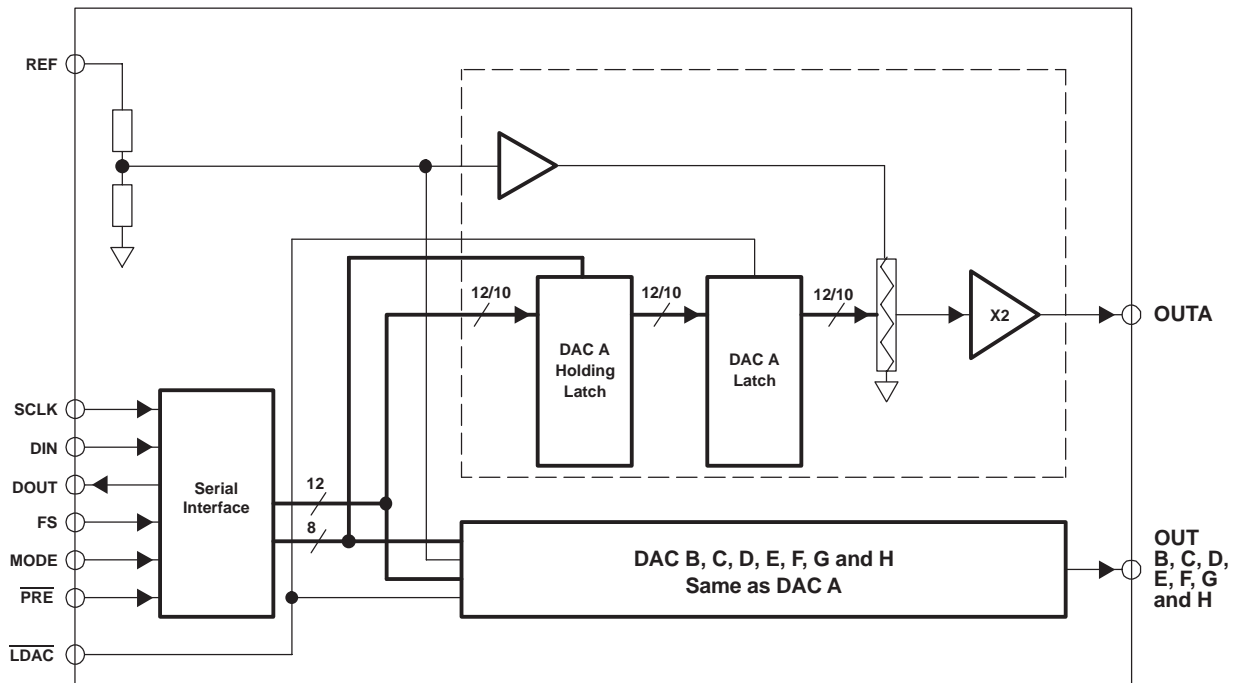 REF
12/10
12/10
12/10
X2
OUTA
DAC A
Holding
Latch
DAC A
Latch
SCLK
DIN
DOUT
FS
MODE
PRE
LDAC
Serial
Interface
12
8
DAC B, C, D, E, F, G and H
Same as DAC A
OUT
B, C, D,
E, F, G
and H